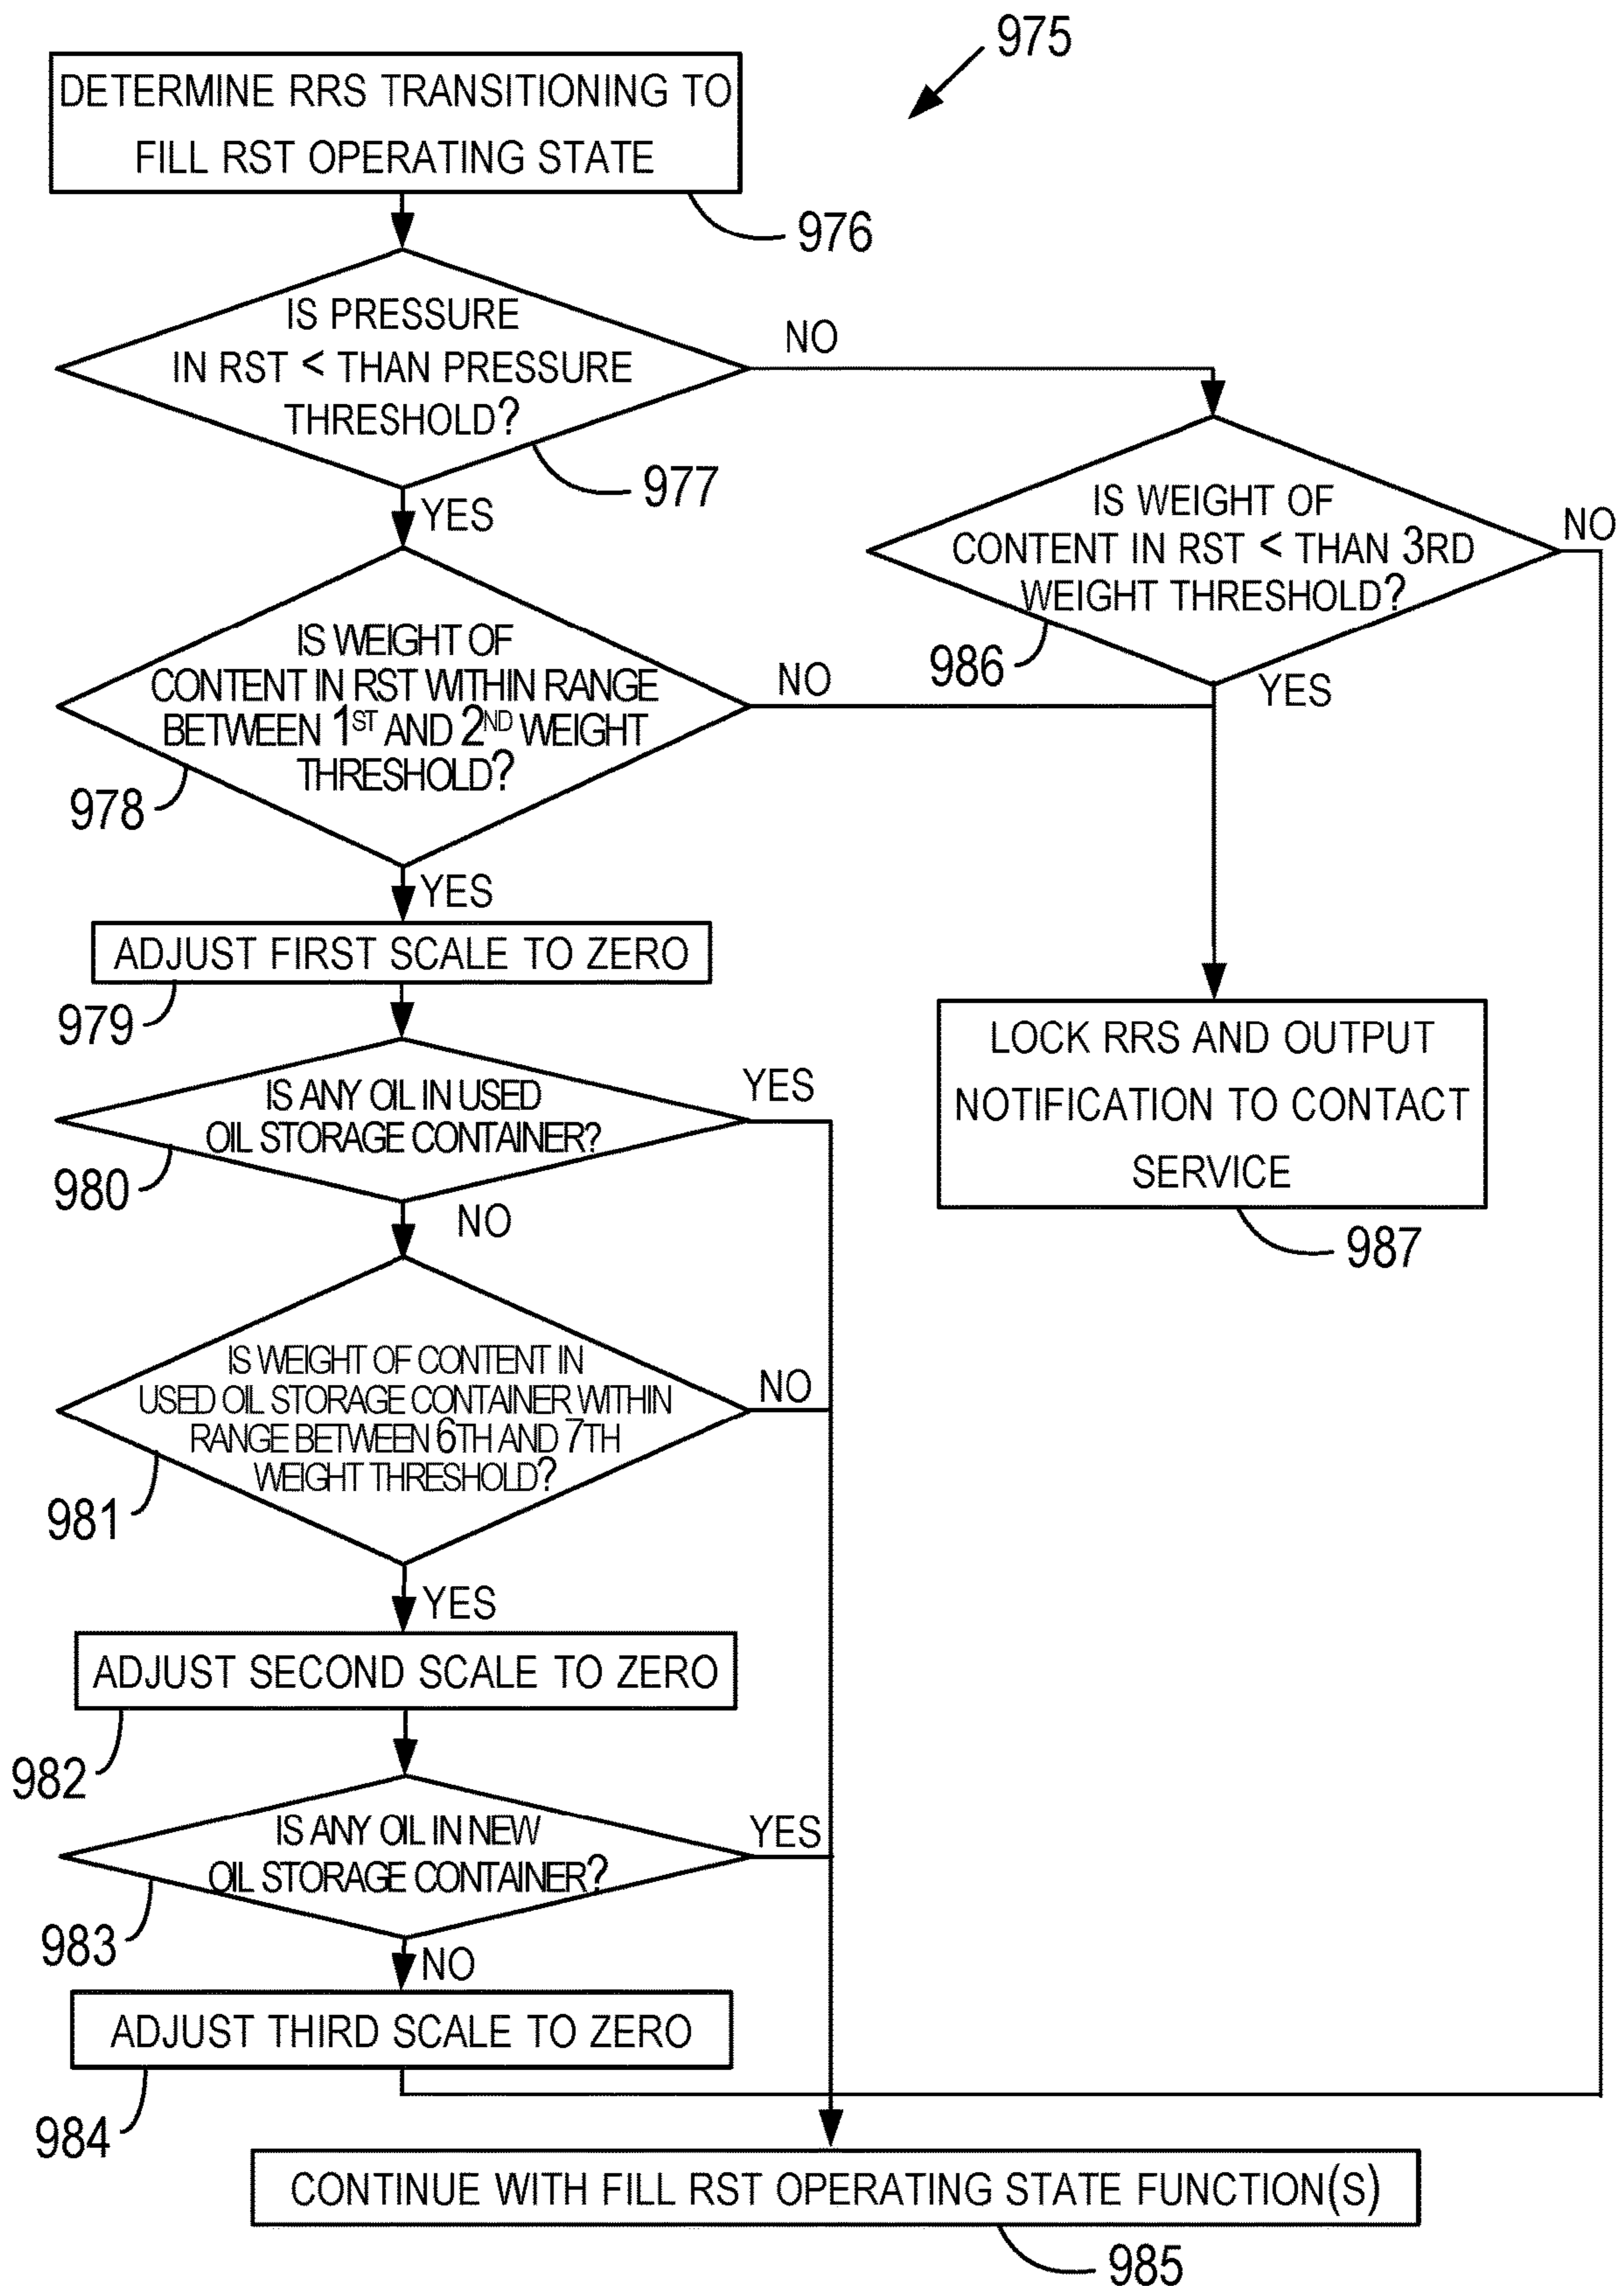 975
DETERMINE RRS TRANSITIONING TO
FILL RST OPERATING STATE
976
IS PRESSURE
IN RST < THAN PRESSURE
THRESHOLD?
NO
977
YES
IS WEIGHT OF
CONTENT IN RST < THAN 3RD
WEIGHT THRESHOLD?
NO
986
YES
IS WEIGHT OF
CONTENT IN RST WITHIN RANGE
BETWEEN 1ST AND 2ND WEIGHT
THRESHOLD?
NO
978
YES
ADJUST FIRST SCALE TO ZERO
979
LOCK RRS AND OUTPUT
NOTIFICATION TO CONTACT
SERVICE
987
IS ANY OIL IN USED
OIL STORAGE CONTAINER?
YES
980
NO
IS WEIGHT OF CONTENT IN
USED OIL STORAGE CONTAINER WITHIN
RANGE BETWEEN 6TH AND 7TH
WEIGHT THRESHOLD?
NO
981
YES
ADJUST SECOND SCALE TO ZERO
982
IS ANY OIL IN NEW
OIL STORAGE CONTAINER?
YES
983
NO
ADJUST THIRD SCALE TO ZERO
984
CONTINUE WITH FILL RST OPERATING STATE FUNCTION(S)
985